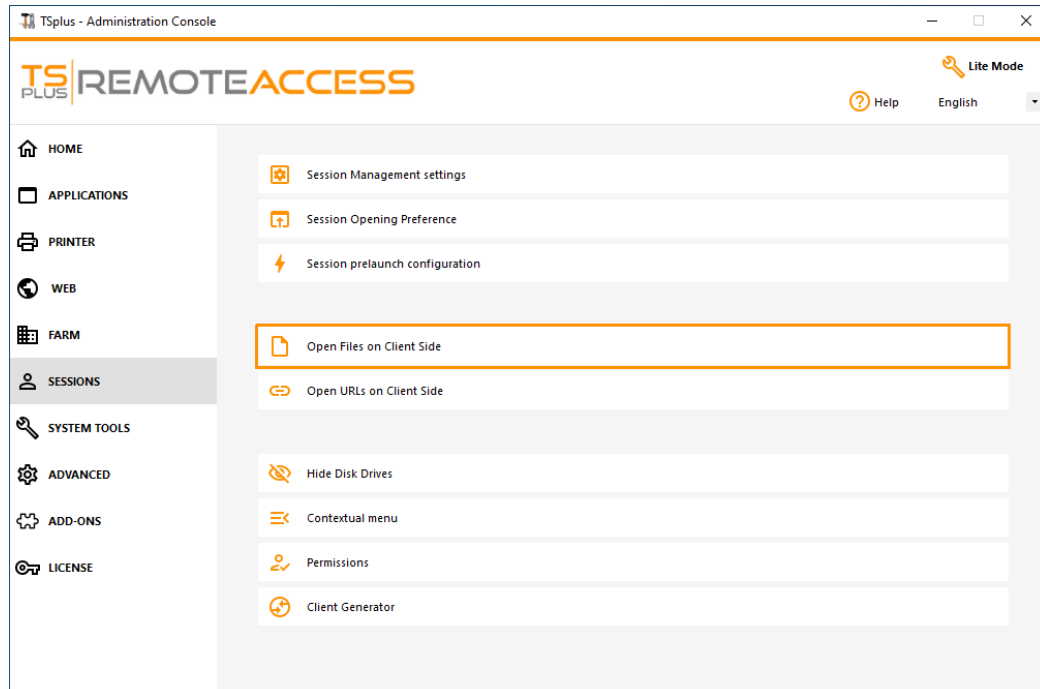 TSplus - Administration Console
TS PLUS REMOTEACCESS
Lite Mode
Help English
HOME
APPLICATIONS
PRINTER
WEB
FARM
SESSIONS
SYSTEM TOOLS
ADVANCED
ADD-ONS
LICENSE
Session Management settings
Session Opening Preference
Session prelaunch configuration
Open Files on Client Side
Open URLs on Client Side
Hide Disk Drives
Contextual menu
Permissions
Client Generator